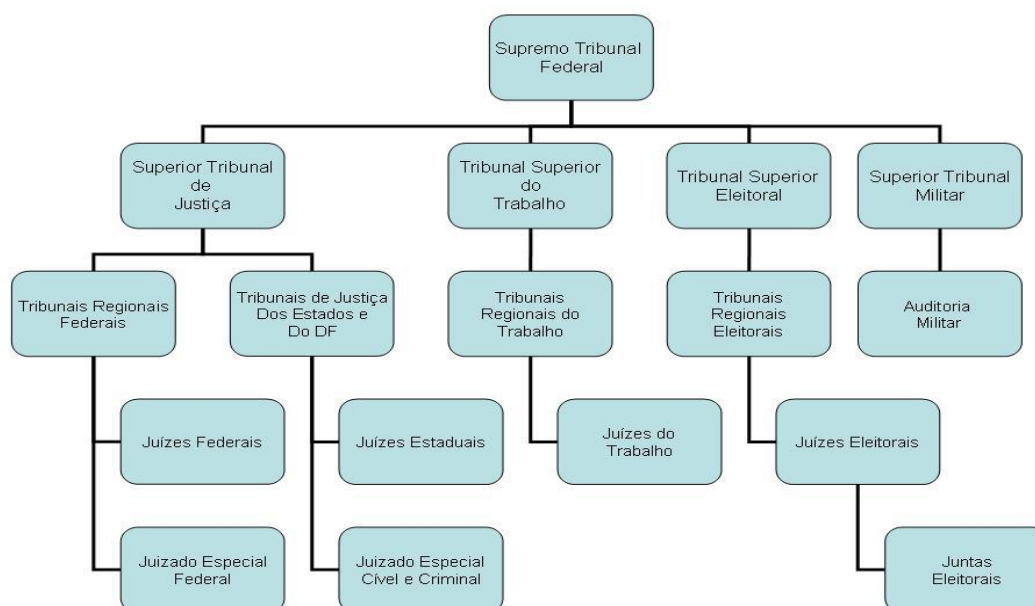 Supremo Tribunal
Federal
Superior Tribunal
de
Justiça
Tribunal Superior
do
Trabalho
Tribunal Superior
Eleitoral
Superior Tribunal
Militar
Tribunais Regionais
Federais
Tribunais de Justiça
Dos Estados e
Do DF
Tribunais
Regionais do
Trabalho
Tribunais
Regionais
Eleitorais
Auditoria
Militar
Juízes Federais
Juízes Estaduais
Juízes do
Trabalho
Juízes Eleitorais
Juizado Especial
Federal
Juizado Especial
Cível e Criminal
Juntas
Eleitorais